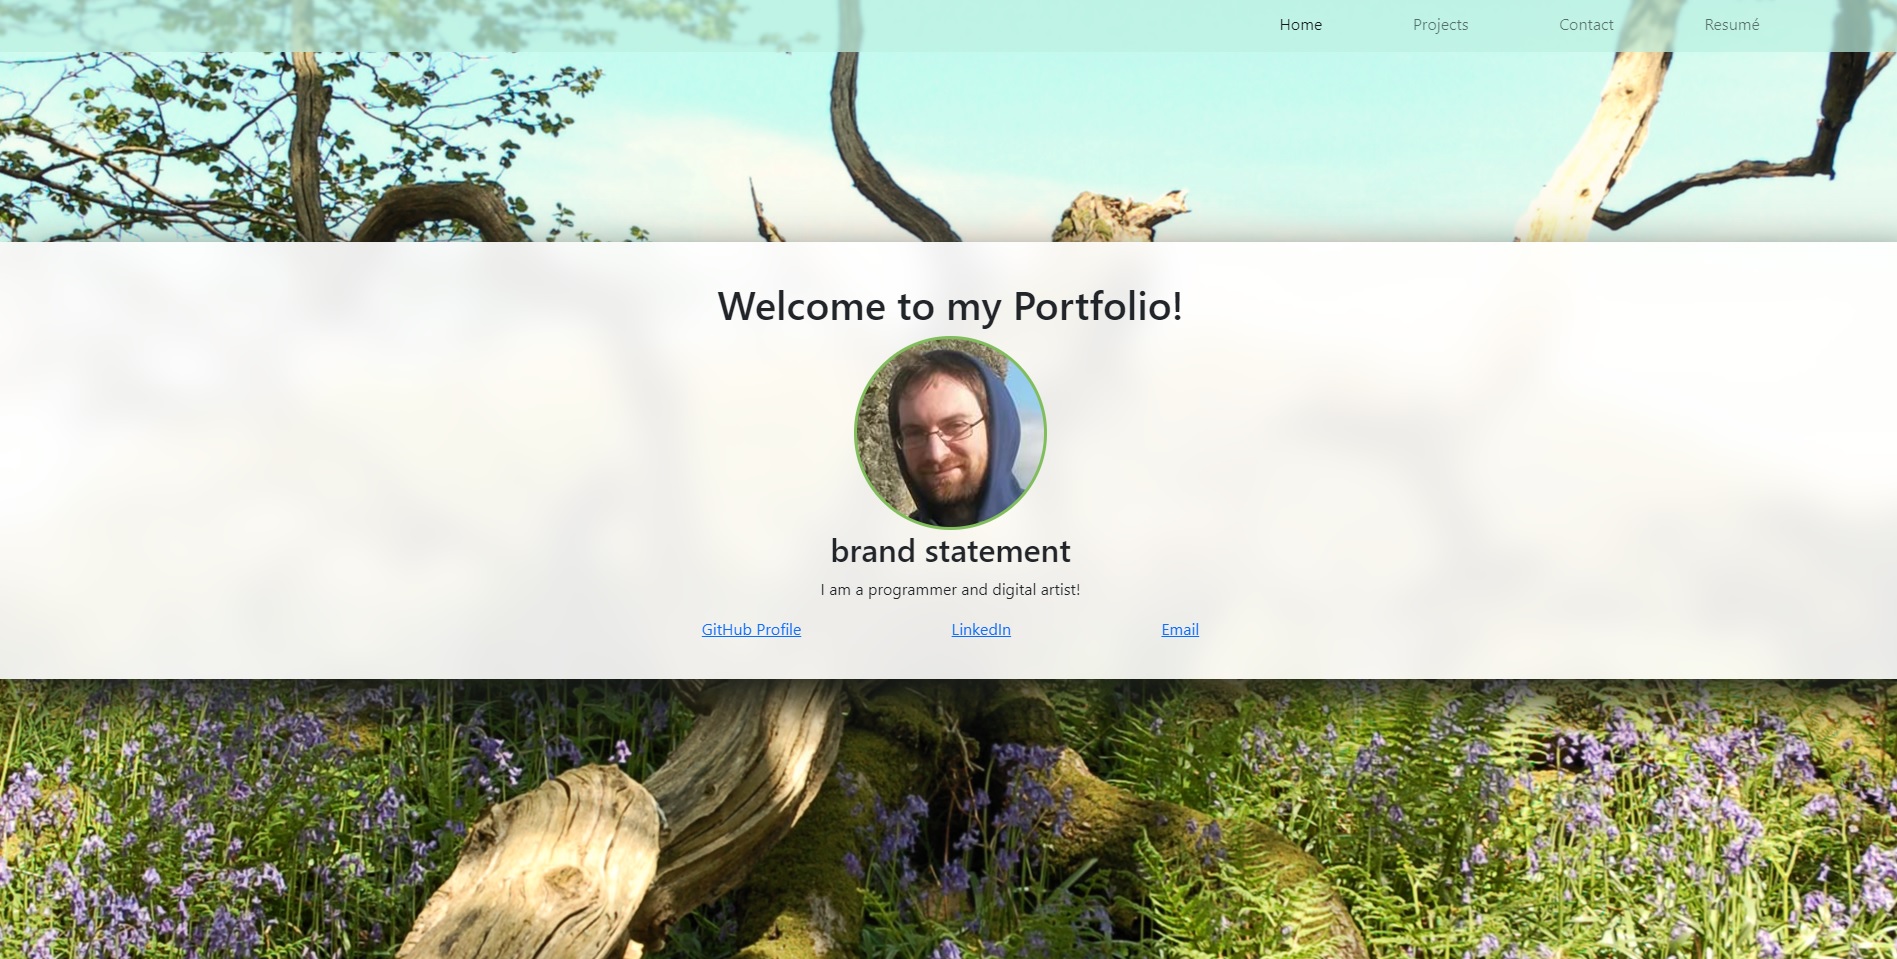 Home Projects Contact Resumé
Welcome to my Portfolio!
brand statement
I am a programmer and digital artist!
GitHub Profile LinkedIn Email